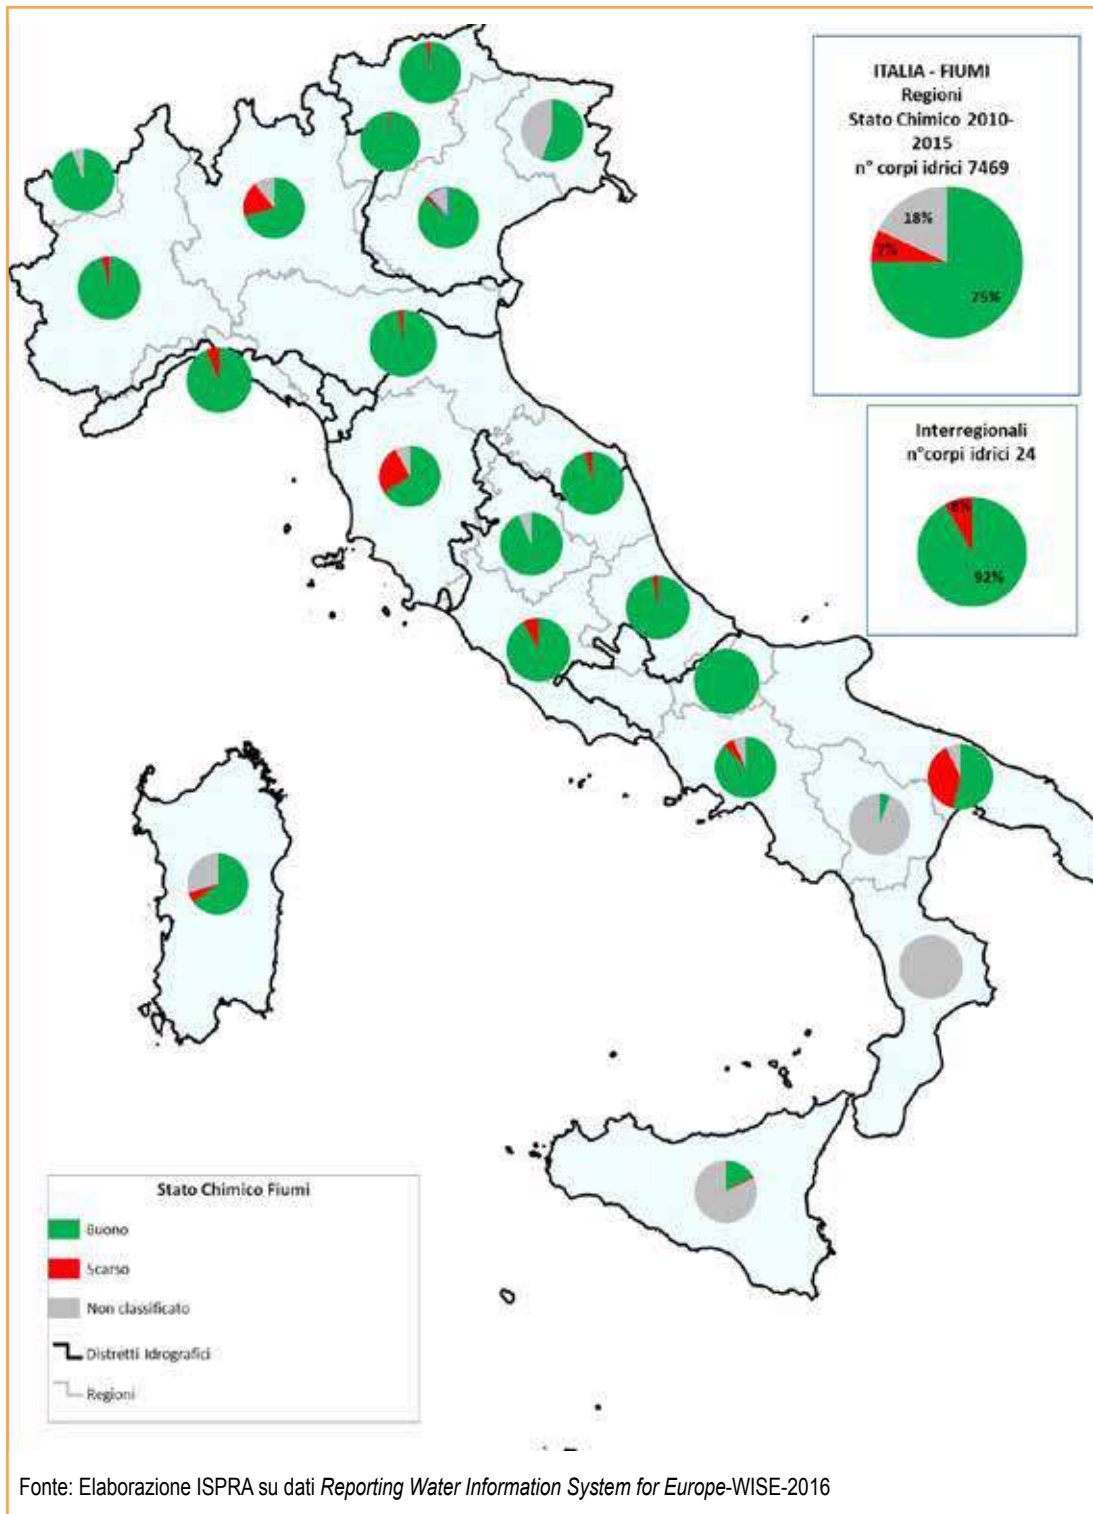 ITALIA - FIUMI
Regioni
Stato Chimico 2010-
2015
n° corpi idrici 7469
18%
7%
75%
Interregionali
n°corpi idrici 24
8%
92%
Stato Chimico Fiumi
Buono
Scarso
Non classificato
Distretti Idrografici
Regioni
Fonte: Elaborazione ISPRA su dati Reporting Water Information System for Europe-WISE-2016